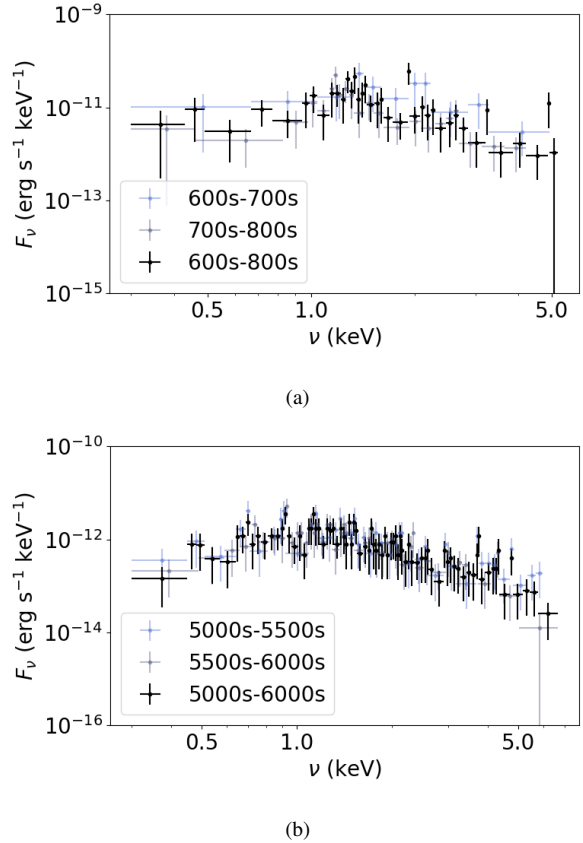 10⁻⁹
10⁻¹¹
10⁻¹³
10⁻¹⁵
F_ν (erg s⁻¹ keV⁻¹)
600s-700s
700s-800s
600s-800s
0.5 1.0 5.0
ν (keV)
(a)
10⁻¹⁰
10⁻¹²
10⁻¹⁴
10⁻¹⁶
F_ν (erg s⁻¹ keV⁻¹)
5000s-5500s
5500s-6000s
5000s-6000s
0.5 1.0 5.0
ν (keV)
(b)